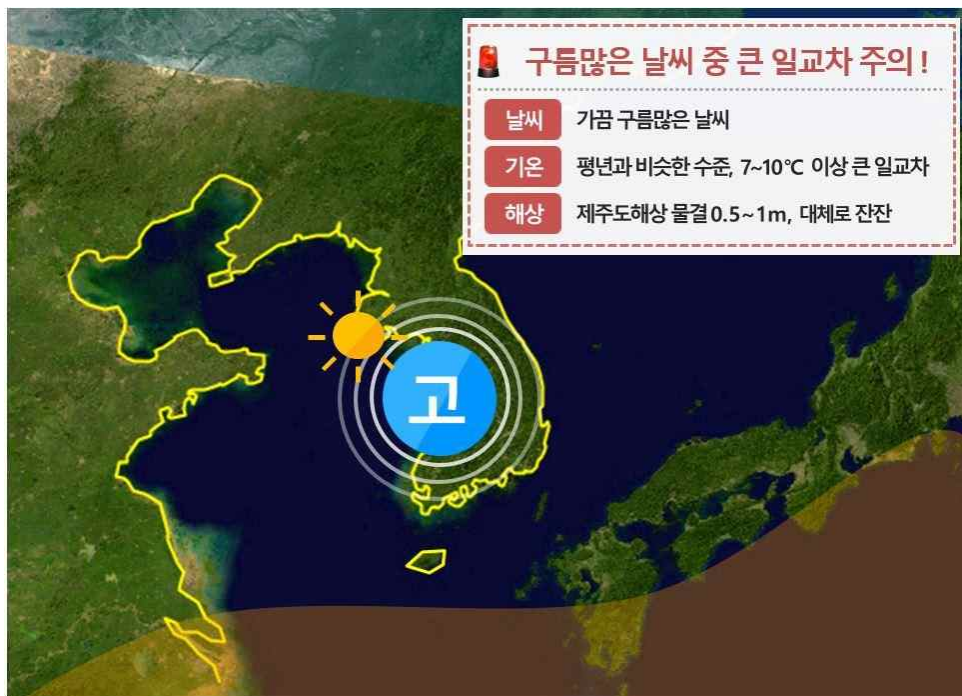 구름많은 날씨 중 큰 일교차 주의 !
날씨 가끔 구름많은 날씨
기온 평년과 비슷한 수준, 7~10℃ 이상 큰 일교차
해상 제주도해상 물결 0.5~1m, 대체로 잔잔
고